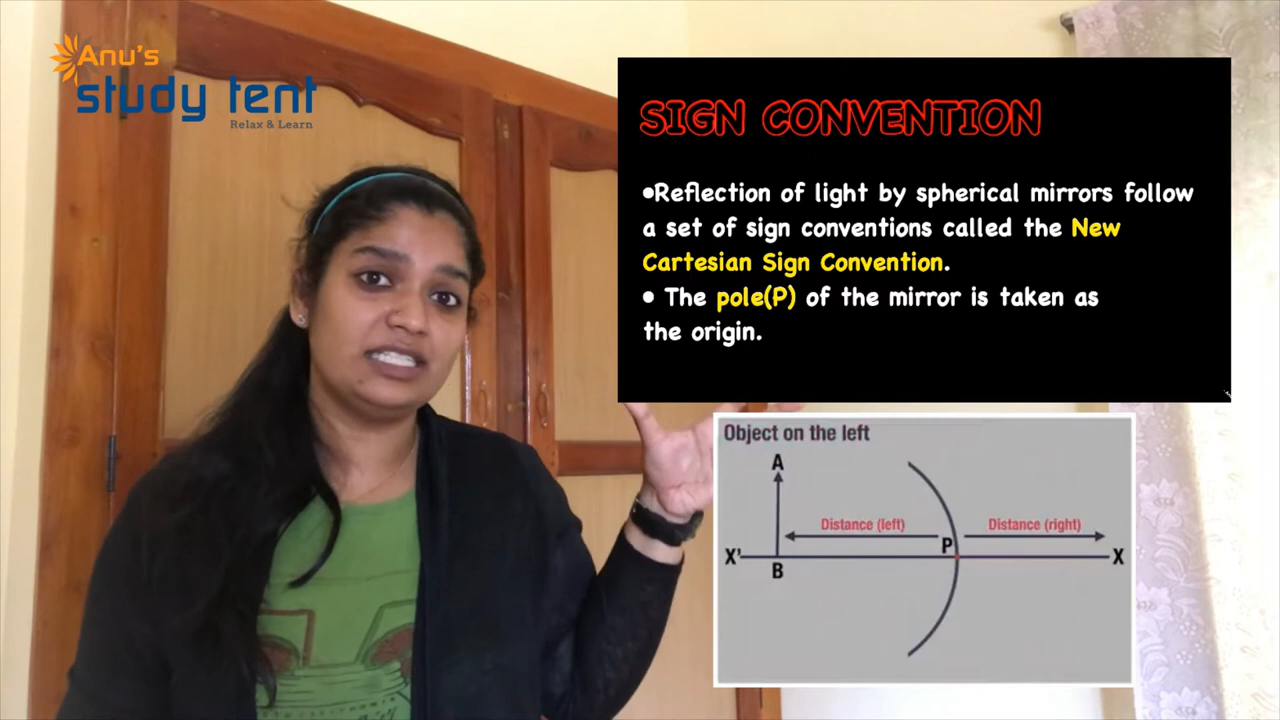 Anu's
study tent
Relax & Learn
SIGN CONVENTION
•Reflection of light by spherical mirrors follow
a set of sign conventions called the New
Cartesian Sign Convention.
• The pole(P) of the mirror is taken as
the origin.
Object on the left
A
Distance (left)
Distance (right)
P
X'
B
X